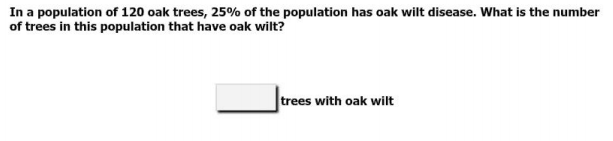 In a population of 120 oak trees, 25% of the population has oak wilt disease. What is the number
of trees in this population that have oak wilt?
trees with oak wilt